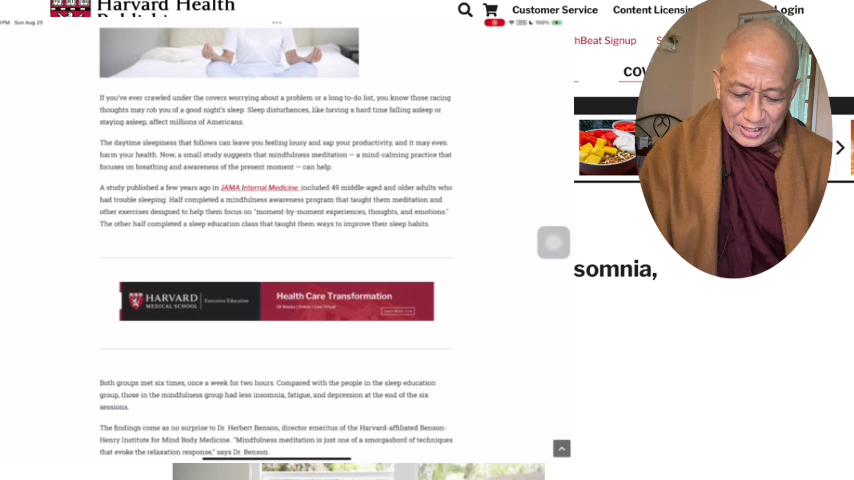 Harvard Health
Customer Service Content Licensin Login
PM Sun Aug 25
100%
hBeat Signup S
COV
If you've ever crawled under the covers worrying about a problem or a long to-do list, you know those racing
thoughts may rob you of a good night's sleep. Sleep disturbances, like having a hard time falling asleep or
staying asleep, affect millions of Americans.
The daytime sleepiness that follows can leave you feeling lousy and sap your productivity, and it may even
harm your health. Now, a small study suggests that mindfulness meditation — a mind-calming practice that
focuses on breathing and awareness of the present moment — can help.
A study published a few years ago in JAMA Internal Medicine included 49 middle-aged and older adults who
had trouble sleeping. Half completed a mindfulness awareness program that taught them meditation and
other exercises designed to help them focus on "moment-by-moment experiences, thoughts, and emotions."
The other half completed a sleep education class that taught them ways to improve their sleep habits.
somnia,
HARVARD
MEDICAL SCHOOL
Executive Education
Health Care Transformation
Both groups met six times, once a week for two hours. Compared with the people in the sleep education
group, those in the mindfulness group had less insomnia, fatigue, and depression at the end of the six
sessions.
The findings come as no surprise to Dr. Herbert Benson, director emeritus of the Harvard-affiliated Benson-
Henry Institute for Mind Body Medicine. "Mindfulness meditation is just one of a smorgasbord of techniques
that evoke the relaxation response," says Dr. Benson.